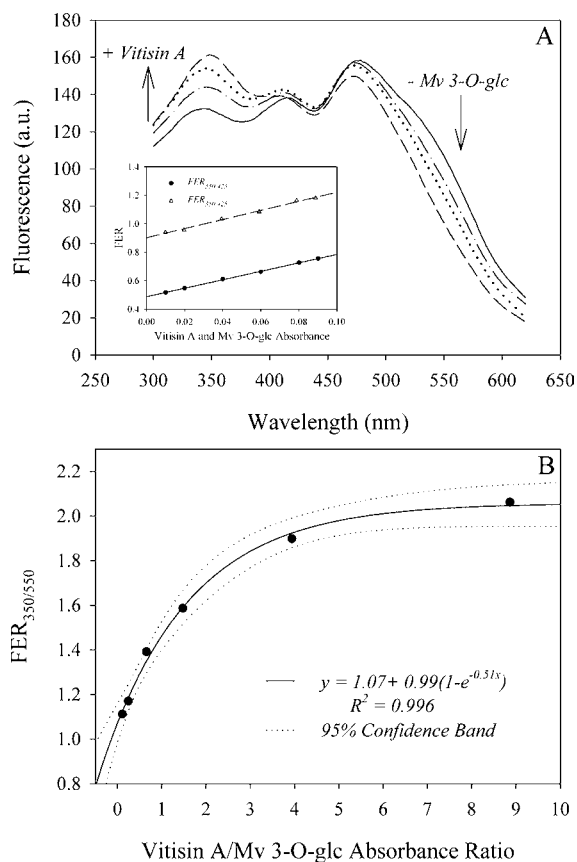 A
+ Vitisin A
- Mv 3-O-glc
Fluorescence (a.u.)
180
160
140
120
100
80
60
40
20
0
250 300 350 400 450 500 550 600 650
Wavelength (nm)
FER
1.4
1.2
1.0
0.8
0.6
0.4
0.00 0.02 0.04 0.06 0.08 0.10
Vitisin A and Mv 3-O-glc Absorbance
B
FER350/550
2.2
2.0
1.8
1.6
1.4
1.2
1.0
0.8
y = 1.07+ 0.99(1-e^-0.51x)
R² = 0.996
95% Confidence Band
0 1 2 3 4 5 6 7 8 9 10
Vitisin A/Mv 3-O-glc Absorbance Ratio